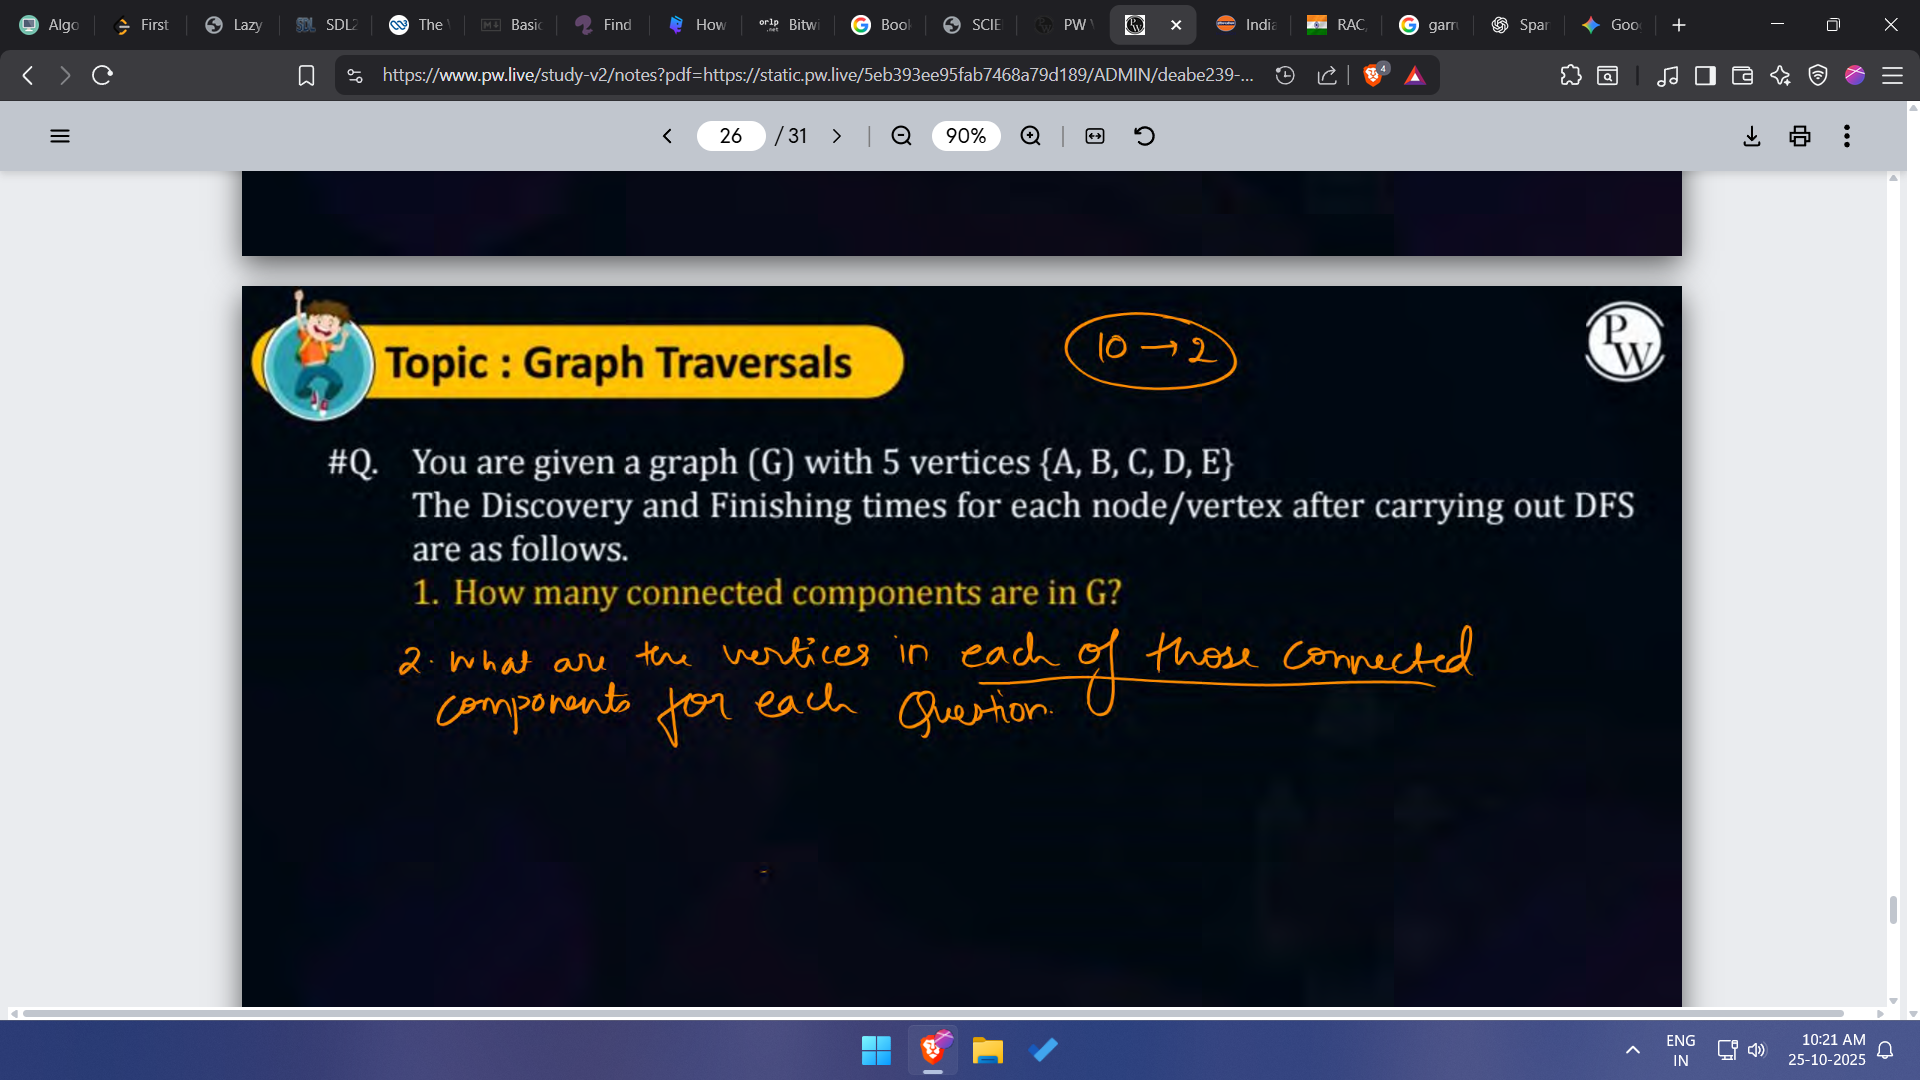 Algo
First
Lazy
SDL2
The
Basic
Find
How
Bitwi
Book
SCIE
PW
India
RAC,
garr
Spar
Goo
https://www.pw.live/study-v2/notes?pdf=https://static.pw.live/5eb393ee95fab7468a79d189/ADMIN/deabe239-...
4
26 / 31
90%
Topic : Graph Traversals
10 → 2
PW
#Q. You are given a graph (G) with 5 vertices {A, B, C, D, E}
The Discovery and Finishing times for each node/vertex after carrying out DFS
are as follows.
1. How many connected components are in G?
2. What are the vertices in each of those connected
components for each Question.
ENG
IN
10:21 AM
25-10-2025